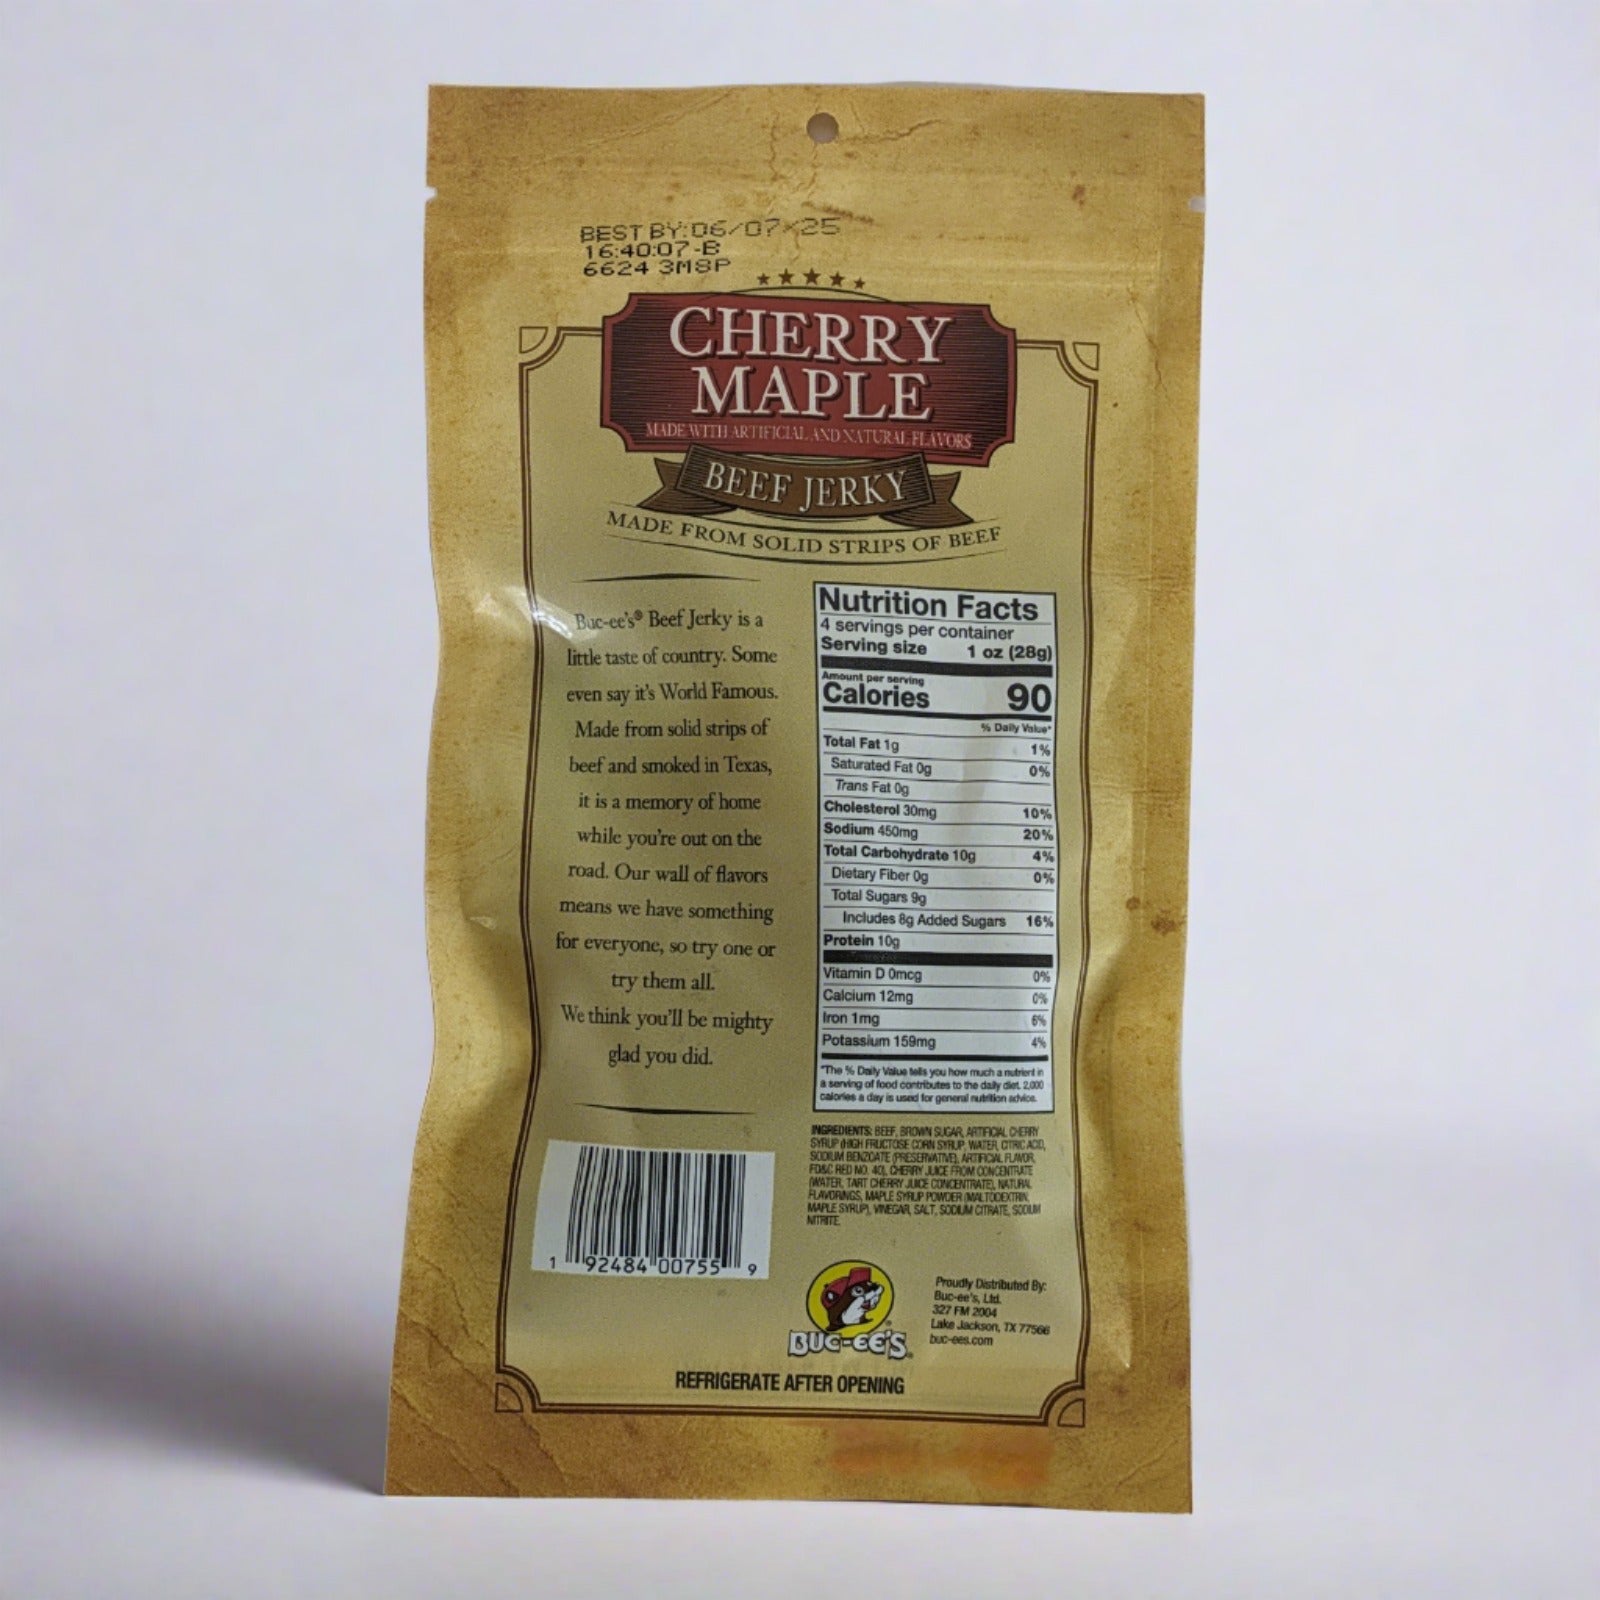 BEST BY:06/07/25
16:40:07-B
6624 3M8P
CHERRY
MAPLE
MADE WITH ARTIFICIAL AND NATURAL FLAVORS
BEEF JERKY
MADE FROM SOLID STRIPS OF BEEF
Buc-ee's® Beef Jerky is a
little taste of country. Some
even say it's World Famous.
Made from solid strips of
beef and smoked in Texas,
it is a memory of home
while you're out on the
road. Our wall of flavors
means we have something
for everyone, so try one or
try them all.
We think you'll be mighty
glad you did.
Nutrition Facts
4 servings per container
Serving size 1 oz (28g)
Amount per serving
Calories 90
% Daily Value*
Total Fat 1g 1%
Saturated Fat 0g 0%
Trans Fat 0g
Cholesterol 30mg 10%
Sodium 450mg 20%
Total Carbohydrate 10g 4%
Dietary Fiber 0g 0%
Total Sugars 9g
Includes 8g Added Sugars 16%
Protein 10g
Vitamin D 0mcg 0%
Calcium 12mg 0%
Iron 1mg 6%
Potassium 159mg 4%
*The % Daily Value tells you how much a nutrient in
a serving of food contributes to the daily diet. 2,000
calories a day is used for general nutrition advice.
INGREDIENTS: BEEF, BROWN SUGAR, ARTIFICIAL CHERRY
SYRUP (HIGH FRUCTOSE CORN SYRUP, WATER, CITRIC ACID,
SODIUM BENZOATE (PRESERVATIVE), ARTIFICIAL FLAVOR,
FD&C RED NO. 40), CHERRY JUICE FROM CONCENTRATE
(WATER, TART CHERRY JUICE CONCENTRATE), NATURAL
FLAVORINGS, MAPLE SYRUP POWDER (MALTODEXTRIN,
MAPLE SYRUP), VINEGAR, SALT, SODIUM CITRATE, SODIUM
NITRITE.
1 92484 00755 9
BUC-EE'S®
Proudly Distributed By:
Buc-ee's, Ltd.
327 FM 2004
Lake Jackson, TX 77566
buc-ees.com
REFRIGERATE AFTER OPENING